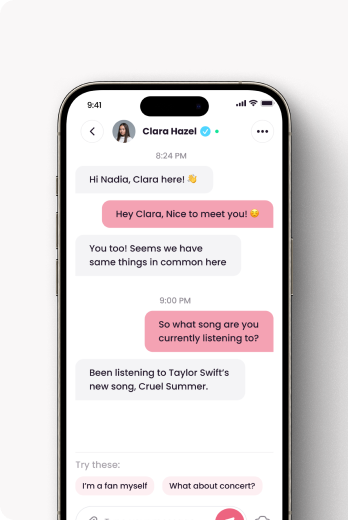 9:41
Clara Hazel
8:24 PM
Hi Nadia, Clara here! 👋
Hey Clara, Nice to meet you! 😊
You too! Seems we have
same things in common here
9:00 PM
So what song are you
currently listening to?
Been listening to Taylor Swift's
new song, Cruel Summer.
Try these:
I'm a fan myself
What about concert?